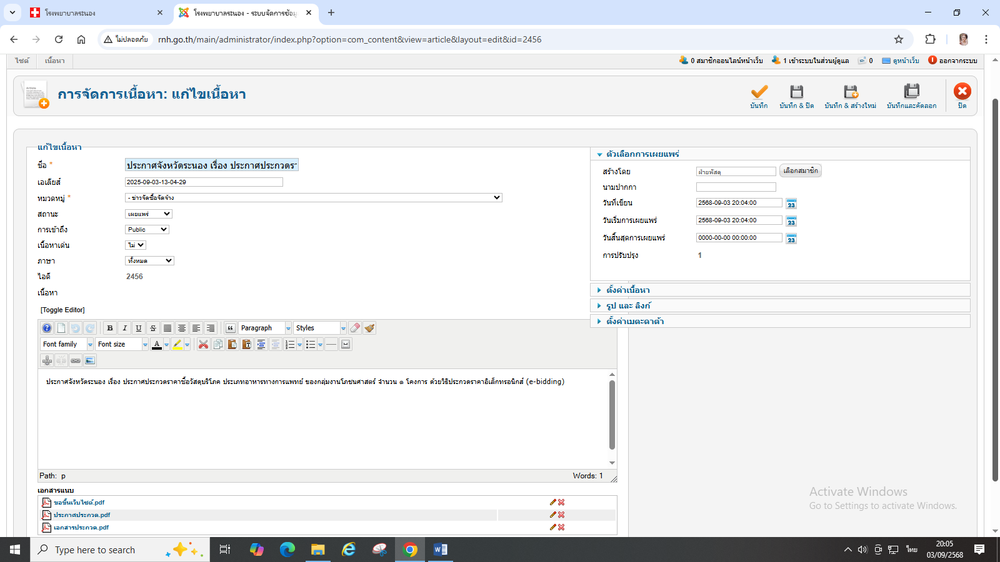 โรงพยาบาลระนอง
โรงพยาบาลระนอง - ระบบจัดการข้อมู
ไม่ปลอดภัย
rnh.go.th/main/administrator/index.php?option=com_content&view=article&layout=edit&id=2456
ไซต์ เนื้อหา
0 สมาชิกออนไลน์หน้าเว็บ 1 เข้าระบบในส่วนผู้ดูแล 0 ดูหน้าเว็บ ออกจากระบบ
การจัดการเนื้อหา: แก้ไขเนื้อหา
บันทึก บันทึก & ปิด บันทึก & สร้างใหม่ บันทึกและคัดลอก ปิด
แก้ไขเนื้อหา
ชื่อ * ประกาศจังหวัดระนอง เรื่อง ประกาศประกวดรา
เอเลียส์ 2025-09-03-13-04-29
หมวดหมู่ * - ข่าวจัดซื้อจัดจ้าง
สถานะ เผยแพร่
การเข้าถึง Public
เนื้อหาเด่น ไม่
ภาษา ทั้งหมด
ไอดี 2456
เนื้อหา
[Toggle Editor]
Paragraph Styles
Font family Font size
ประกาศจังหวัดระนอง เรื่อง ประกาศประกวดราคาซื้อวัสดุบริโภค ประเภทอาหารทางการแพทย์ ของกลุ่มงานโภชนศาสตร์ จำนวน ๑ โครงการ ด้วยวิธีประกวดราคาอิเล็กทรอนิกส์ (e-bidding)
Path: p Words: 1
เอกสารแนบ
ขอขึ้นเว็บไซต์.pdf
ประกาศประกวด.pdf
เอกสารประกวด.pdf
ตัวเลือกการเผยแพร่
สร้างโดย ฝ่ายพัสดุ เลือกสมาชิก
นามปากกา
วันที่เขียน 2568-09-03 20:04:00 23
วันเริ่มการเผยแพร่ 2568-09-03 20:04:00 23
วันสิ้นสุดการเผยแพร่ 0000-00-00 00:00:00 23
การปรับปรุง 1
ตั้งค่าเนื้อหา
รูป และ ลิงก์
ตั้งค่าเมตะดาต้า
Activate Windows
Go to Settings to activate Windows.
Type here to search
ไทย
20:05
03/09/2568